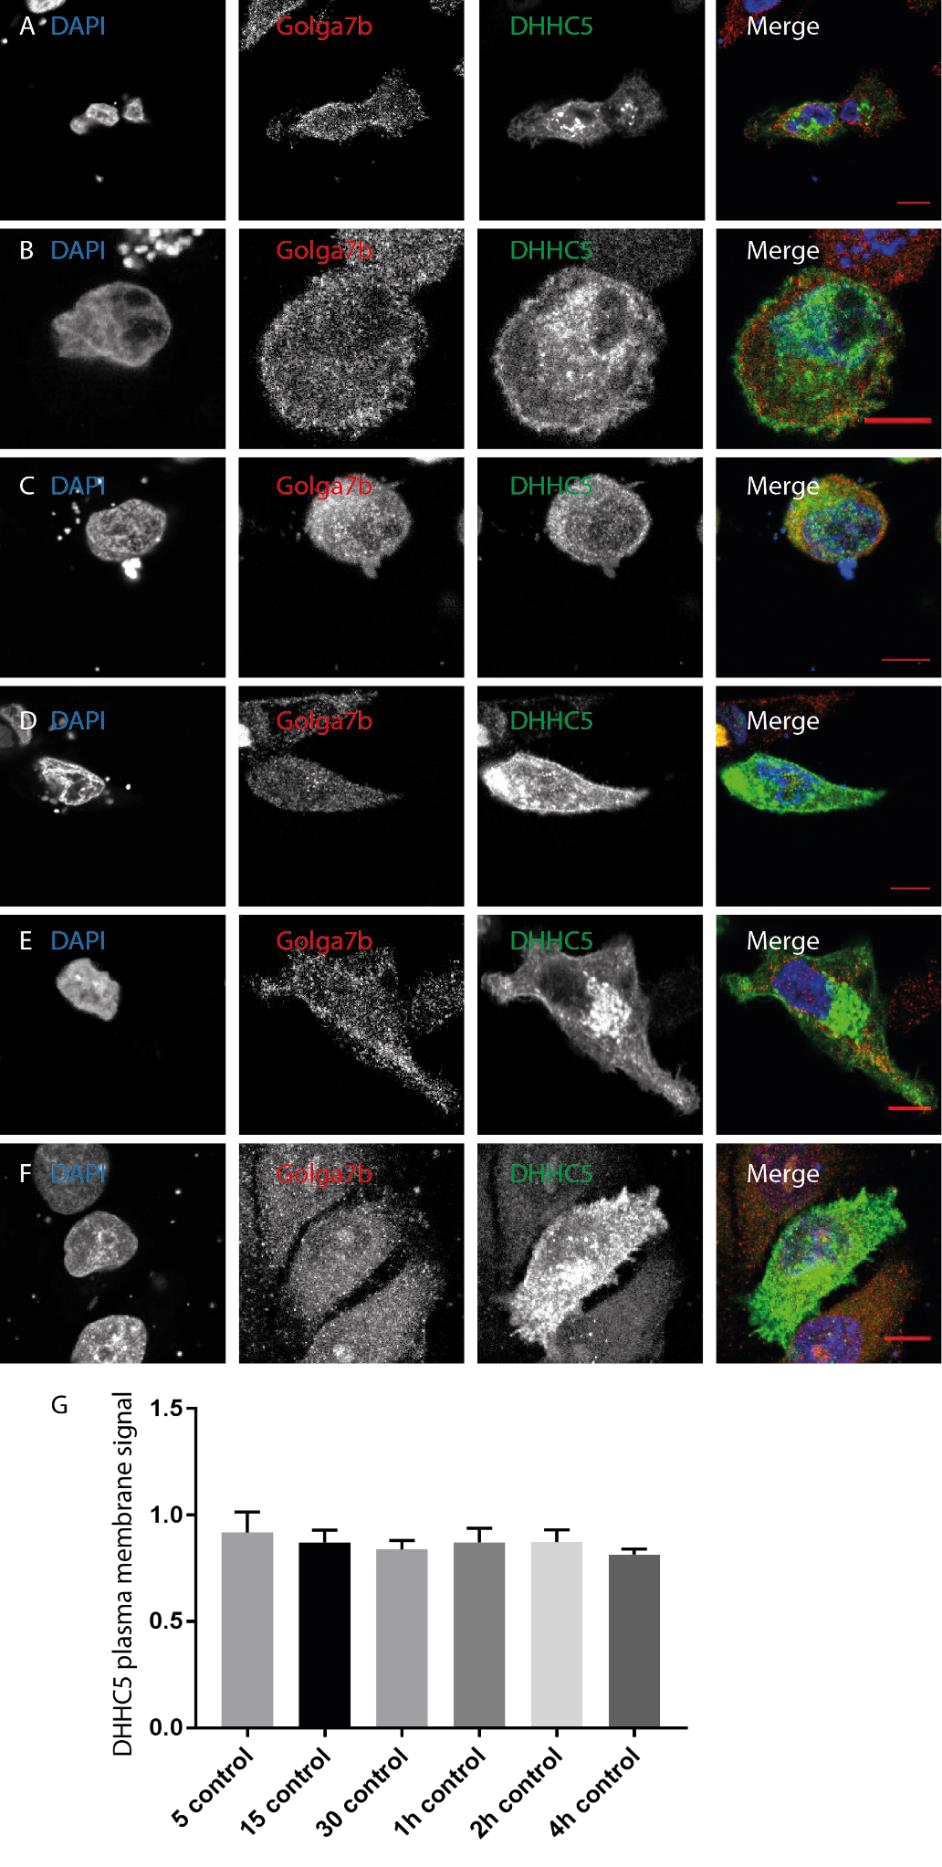 A DAPI Golga7b DHHC5 Merge
B DAPI Golga7b DHHC5 Merge
C DAPI Golga7b DHHC5 Merge
D DAPI Golga7b DHHC5 Merge
E DAPI Golga7b DHHC5 Merge
F DAPI Golga7b DHHC5 Merge
G
DHHC5 plasma membrane signal
1.5
1.0
0.5
0.0
5 control
15 control
30 control
1h control
2h control
4h control